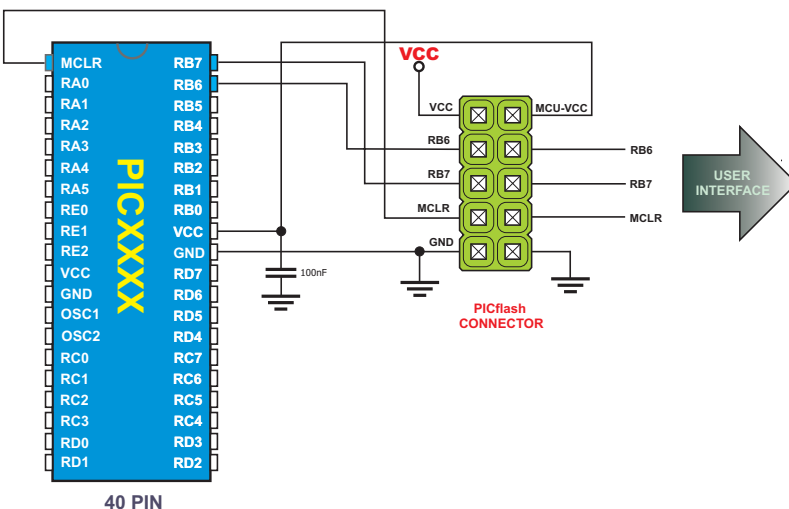 MCLR
RA0
RA1
RA2
RA3
RA4
RA5
RE0
RE1
RE2
VCC
GND
OSC1
OSC2
RC0
RC1
RC2
RC3
RD0
RD1
PICXXXX
RB7
RB6
RB5
RB4
RB3
RB2
RB1
RB0
VCC
GND
RD7
RD6
RD5
RD4
RC7
RC6
RC5
RC4
RD3
RD2
40 PIN
100nF
VCC
VCC
RB6
RB7
MCLR
GND
MCU-VCC
RB6
RB7
MCLR
PICflash
CONNECTOR
USER
INTERFACE